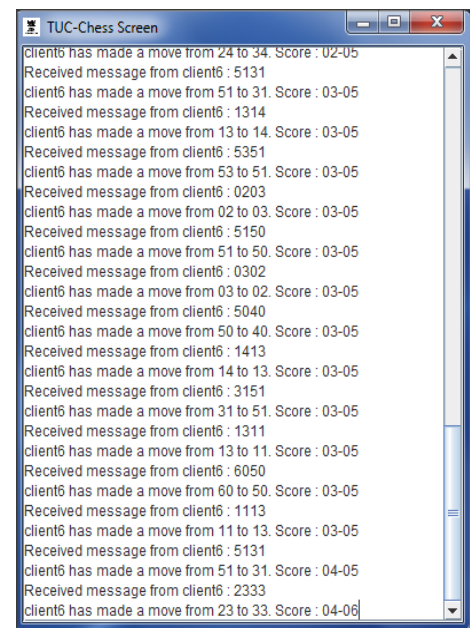 TUC-Chess Screen
client6 has made a move from 24 to 34. Score : 02-05
Received message from client6 : 5131
client6 has made a move from 51 to 31. Score : 03-05
Received message from client6 : 1314
client6 has made a move from 13 to 14. Score : 03-05
Received message from client6 : 5351
client6 has made a move from 53 to 51. Score : 03-05
Received message from client6 : 0203
client6 has made a move from 02 to 03. Score : 03-05
Received message from client6 : 5150
client6 has made a move from 51 to 50. Score : 03-05
Received message from client6 : 0302
client6 has made a move from 03 to 02. Score : 03-05
Received message from client6 : 5040
client6 has made a move from 50 to 40. Score : 03-05
Received message from client6 : 1413
client6 has made a move from 14 to 13. Score : 03-05
Received message from client6 : 3151
client6 has made a move from 31 to 51. Score : 03-05
Received message from client6 : 1311
client6 has made a move from 13 to 11. Score : 03-05
Received message from client6 : 6050
client6 has made a move from 60 to 50. Score : 03-05
Received message from client6 : 1113
client6 has made a move from 11 to 13. Score : 03-05
Received message from client6 : 5131
client6 has made a move from 51 to 31. Score : 04-05
Received message from client6 : 2333
client6 has made a move from 23 to 33. Score : 04-06